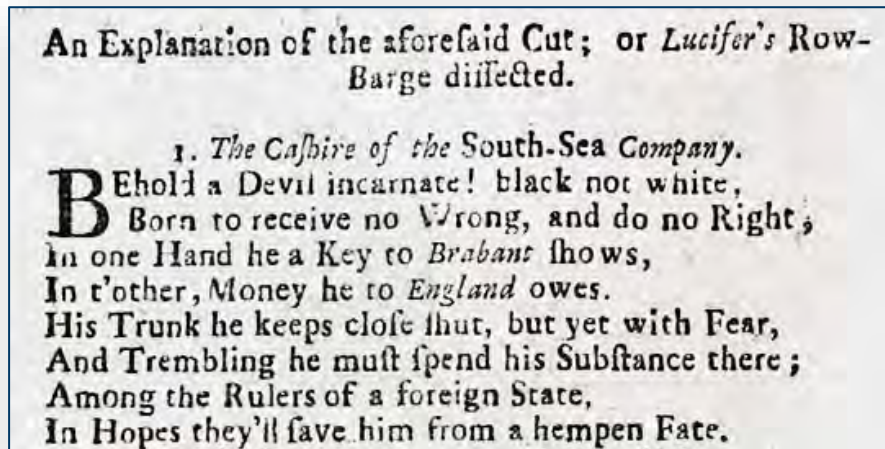 An Explanation of the aforeſaid Cut; or Lucifer's Row-
Barge diſſected.
1. The Caſhire of the South-Sea Company.
BEhold a Devil incarnate! black not white,
Born to receive no Wrong, and do no Right;
In one Hand he a Key to Brabant ſhows,
In t'other, Money he to England owes.
His Trunk he keeps cloſe ſhut, but yet with Fear,
And Trembling he muſt ſpend his Subſtance there;
Among the Rulers of a foreign State,
In Hopes they'll ſave him from a hempen Fate.